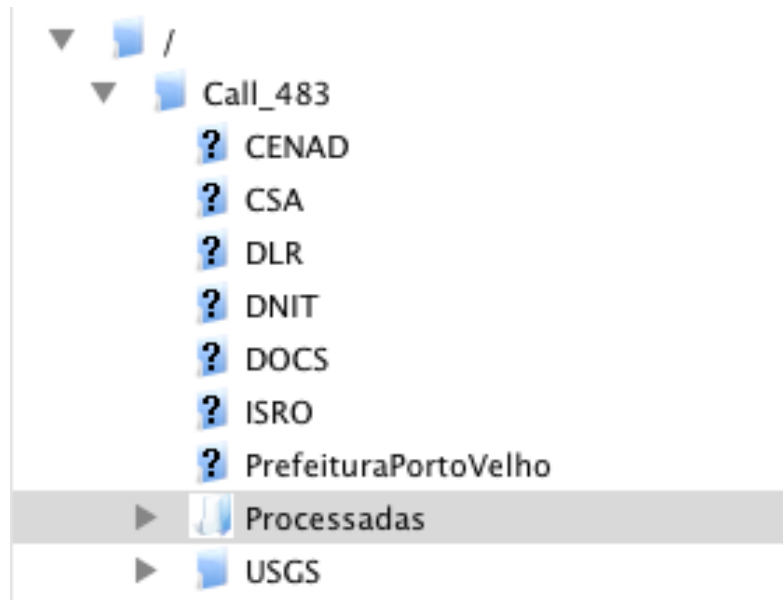 /
Call_483
CENAD
CSA
DLR
DNIT
DOCS
ISRO
PrefeituraPortoVelho
Processadas
USGS